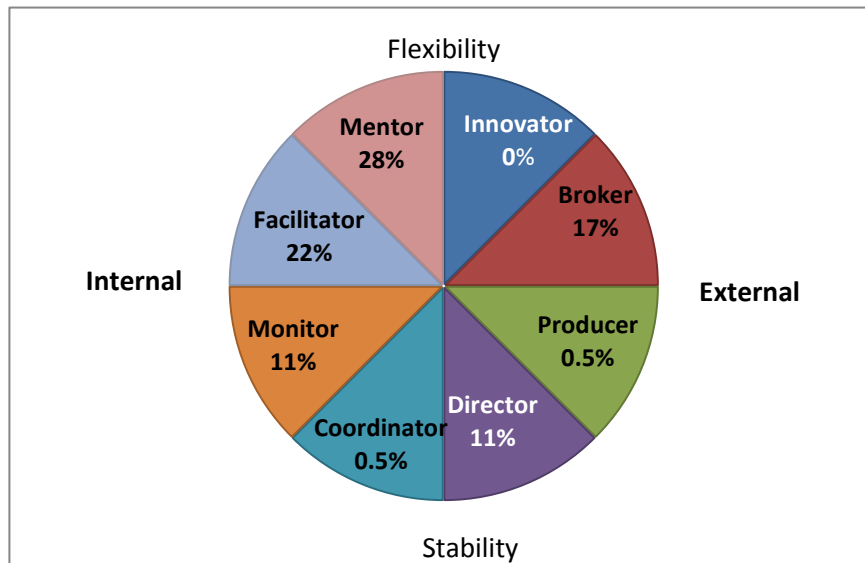 Flexibility
Mentor
28%
Innovator
0%
Broker
17%
Facilitator
22%
Internal
External
Monitor
11%
Producer
0.5%
Director
11%
Coordinator
0.5%
Stability